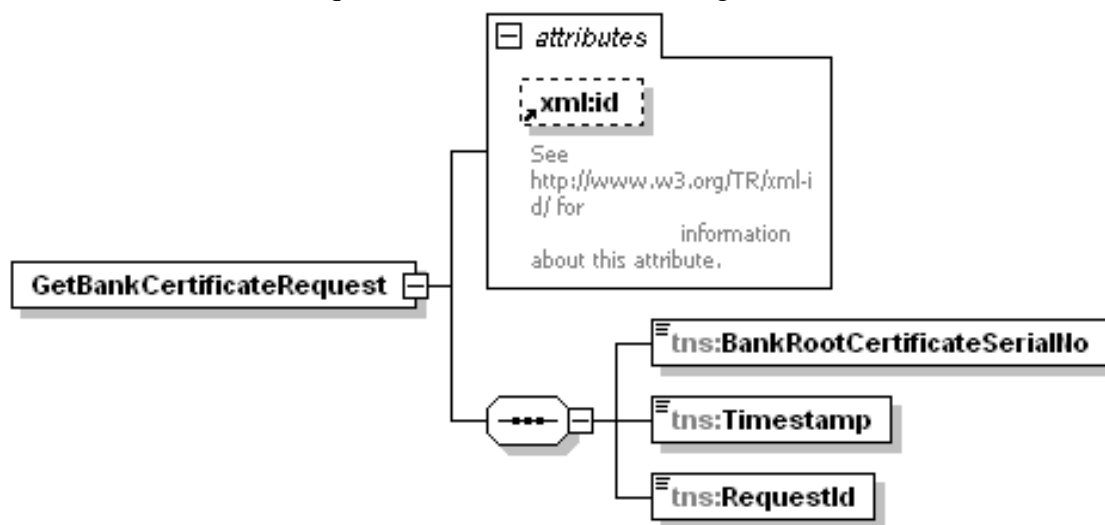 attributes
xml:id
See
http://www.w3.org/TR/xml-i
d/ for
information
about this attribute.
GetBankCertificateRequest
tns:BankRootCertificateSerialNo
tns:Timestamp
tns:RequestId